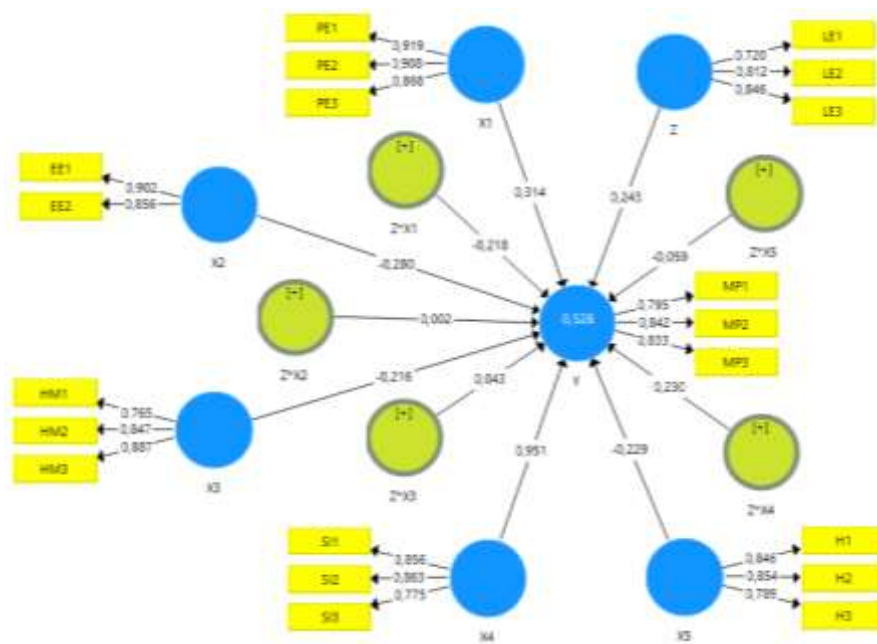 PE1
0,919
PE2
0,908
PE3
0,868
X1
LE1
0,720
LE2
0,812
LE3
0,846
Z
EE1
0,902
EE2
0,856
X2
[+]
Z*X1
[+]
Z*X5
0,314
0,243
-0,218
-0,059
-0,280
[+]
Z*X2
0,002
0,526
Y
MP1
0,795
MP2
0,842
MP3
0,833
HM1
0,765
HM2
0,847
HM3
0,887
X3
-0,216
[+]
Z*X3
0,043
0,230
[+]
Z*X4
0,951
-0,229
SI1
0,856
SI2
0,863
SI3
0,775
X4
H1
0,846
H2
0,854
H3
0,789
X5